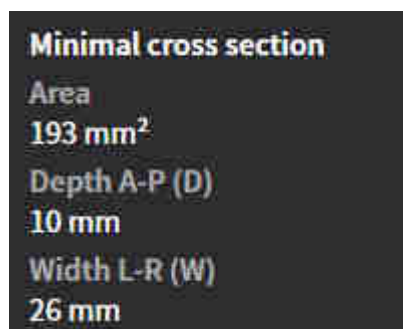 Minimal cross section
Area
193 mm²
Depth A-P (D)
10 mm
Width L-R (W)
26 mm